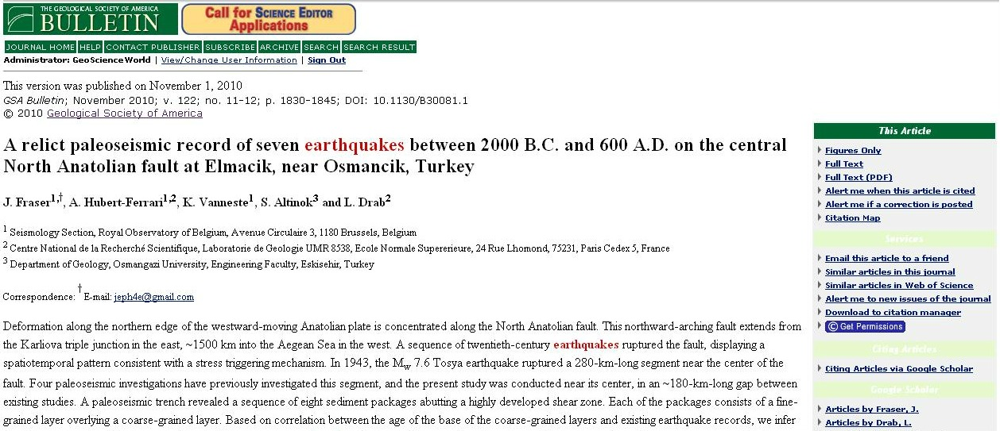 THE GEOLOGICAL SOCIETY OF AMERICA
BULLETIN
Call for SCIENCE EDITOR
Applications
JOURNAL HOME HELP CONTACT PUBLISHER SUBSCRIBE ARCHIVE SEARCH SEARCH RESULT
Administrator: GeoScienceWorld | View/Change User Information | Sign Out
This version was published on November 1, 2010
GSA Bulletin; November 2010; v. 122; no. 11-12; p. 1830-1845; DOI: 10.1130/B30081.1
© 2010 Geological Society of America
A relict paleoseismic record of seven earthquakes between 2000 B.C. and 600 A.D. on the central
North Anatolian fault at Elmacik, near Osmancik, Turkey
J. Fraser1,†, A. Hubert-Ferrari1,2, K. Vanneste1, S. Altinok3 and L. Drab2
1 Seismology Section, Royal Observatory of Belgium, Avenue Circulaire 3, 1180 Brussels, Belgium
2 Centre National de la Recherché Scientifique, Laboratorie de Geologie UMR 8538, Ecole Normale Supererieure, 24 Rue Lhomond, 75231, Paris Cedex 5, France
3 Department of Geology, Osmangazi University, Engineering Faculty, Eskisehir, Turkey
Correspondence: † E-mail: jeph4e@gmail.com
Deformation along the northern edge of the westward-moving Anatolian plate is concentrated along the North Anatolian fault. This northward-arching fault extends from
the Karliova triple junction in the east, ~1500 km into the Aegean Sea in the west. A sequence of twentieth-century earthquakes ruptured the fault, displaying a
spatiotemporal pattern consistent with a stress triggering mechanism. In 1943, the Mw 7.6 Tosya earthquake ruptured a 280-km-long segment near the center of the
fault. Four paleoseismic investigations have previously investigated this segment, and the present study was conducted near its center, in an ~180-km-long gap between
existing studies. A paleoseismic trench revealed a sequence of eight sediment packages abutting a highly developed shear zone. Each of the packages consists of a fine-
grained layer overlying a coarse-grained layer. Based on correlation between the age of the base of the coarse-grained layers and existing earthquake records, we infer
This Article
Figures Only
Full Text
Full Text (PDF)
Alert me when this article is cited
Alert me if a correction is posted
Citation Map
Services
Email this article to a friend
Similar articles in this journal
Similar articles in Web of Science
Alert me to new issues of the journal
Download to citation manager
© Get Permissions
Citing Articles
Citing Articles via Google Scholar
Google Scholar
Articles by Fraser, J.
Articles by Drab, L.